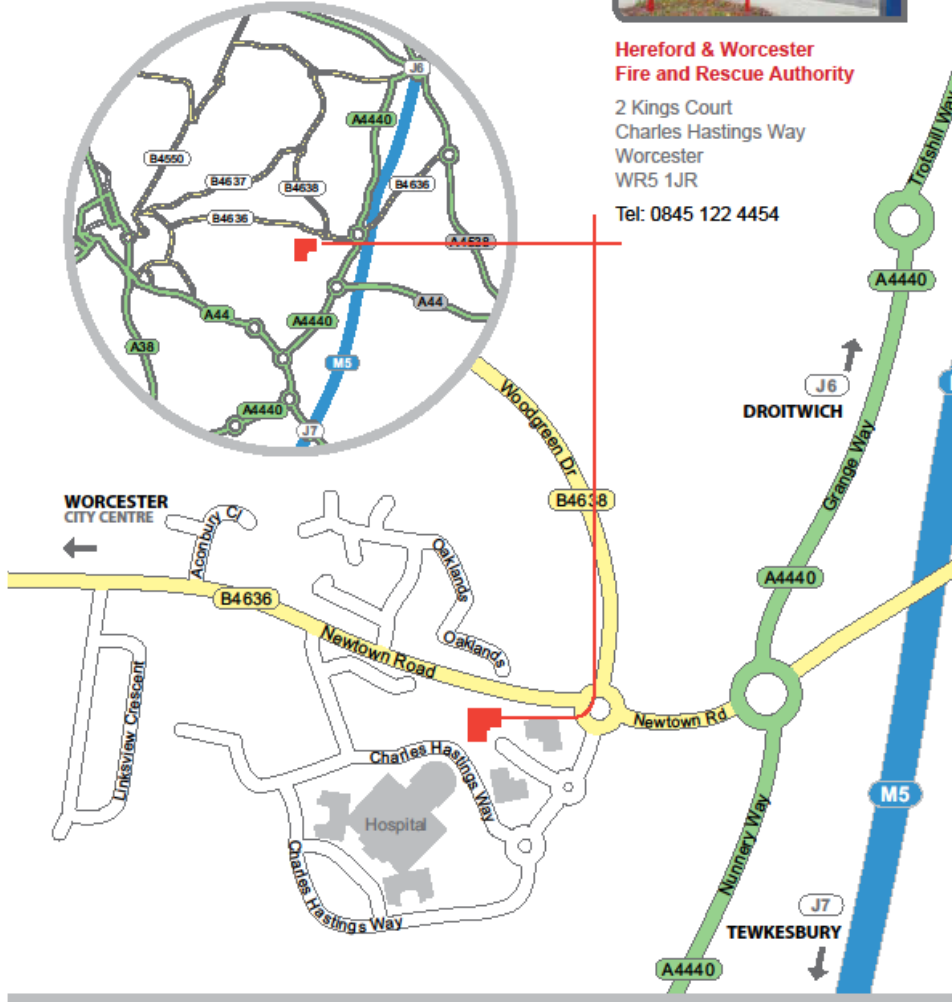 Hereford & Worcester
Fire and Rescue Authority
2 Kings Court
Charles Hastings Way
Worcester
WR5 1JR
Tel: 0845 122 4454
J6
A4440
B4550
B4637
B4638
B4636
B4636
A4538
A44
A44
A4440
A38
M5
A4440
J7
Trotshill Way
A4440
J6
DROITWICH
Grange Way
Woodgreen Dr
B4638
WORCESTER
CITY CENTRE
Aconbury Cl
Oaklands
Oaklands
A4440
B4636
Newtown Road
Newtown Rd
Linksview Crescent
Charles Hastings Way
Hospital
Charles Hastings Way
Nunnery Way
M5
J7
TEWKESBURY
A4440